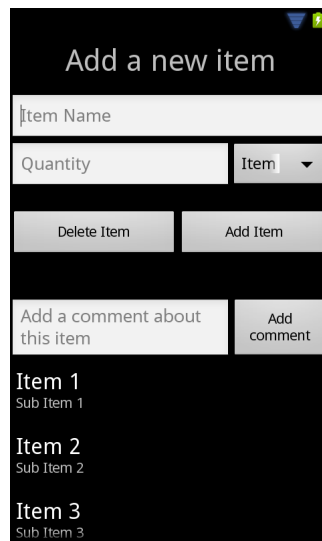 Add a new item
Item Name
Quantity
Item
Delete Item
Add Item
Add a comment about
this item
Add
comment
Item 1
Sub Item 1
Item 2
Sub Item 2
Item 3
Sub Item 3